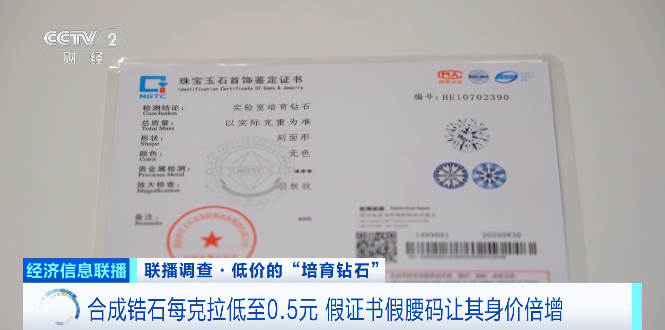 CCTV 2
财经
NGTC
珠宝玉石首饰鉴定证书
Identification Certificate Of Gems & Jewelry
检测结论: 实验室培育钻石
Conclusion
编号:HEI0702390
总质量: 以实际克重为准
Total Mass
形状: 刻面形
Shape
颜色: 无色
Color
贵金属检测: ***
Precious Metal
放大检查: 羽状纹
Magnification
NGTC
备注:
Remarks
经济信息联播
联播调查·低价的“培育钻石”
合成锆石每克拉低至0.5元 假证书假腰码让其身价倍增